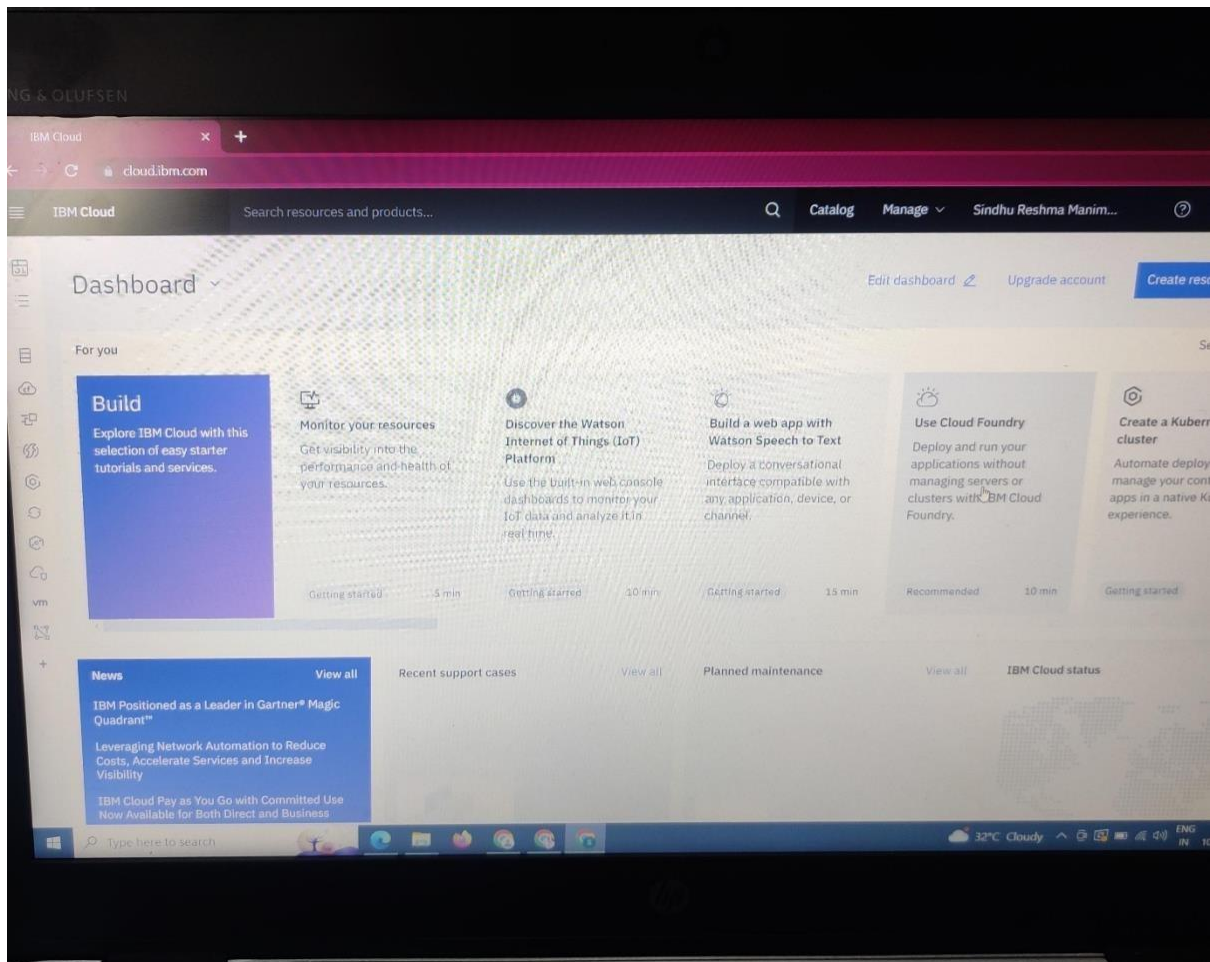 NG & OLUFSEN
IBM Cloud
cloud.ibm.com
IBM Cloud Search resources and products... Catalog Manage Sindhu Reshma Manim...
Dashboard Edit dashboard Upgrade account Create reso
For you
Build
Explore IBM Cloud with this
selection of easy starter
tutorials and services.
Monitor your resources
Get visibility into the
performance and health of
your resources.
Getting started 5 min
Discover the Watson
Internet of Things (IoT)
Platform
Use the built-in web console
dashboards to monitor your
IoT data and analyze it in
real time.
Getting started 10 min
Build a web app with
Watson Speech to Text
Deploy a conversational
interface compatible with
any application, device, or
channel.
Getting started 15 min
Use Cloud Foundry
Deploy and run your
applications without
managing servers or
clusters with IBM Cloud
Foundry.
Recommended 10 min
Create a Kubern
cluster
Automate deploy
manage your cont
apps in a native K
experience.
Getting started
News View all
IBM Positioned as a Leader in Gartner® Magic
Quadrant™
Leveraging Network Automation to Reduce
Costs, Accelerate Services and Increase
Visibility
IBM Cloud Pay as You Go with Committed Use
Now Available for Both Direct and Business
Recent support cases View all
Planned maintenance View all
IBM Cloud status
vm
Type here to search
32°C Cloudy
ENG
IN
hp